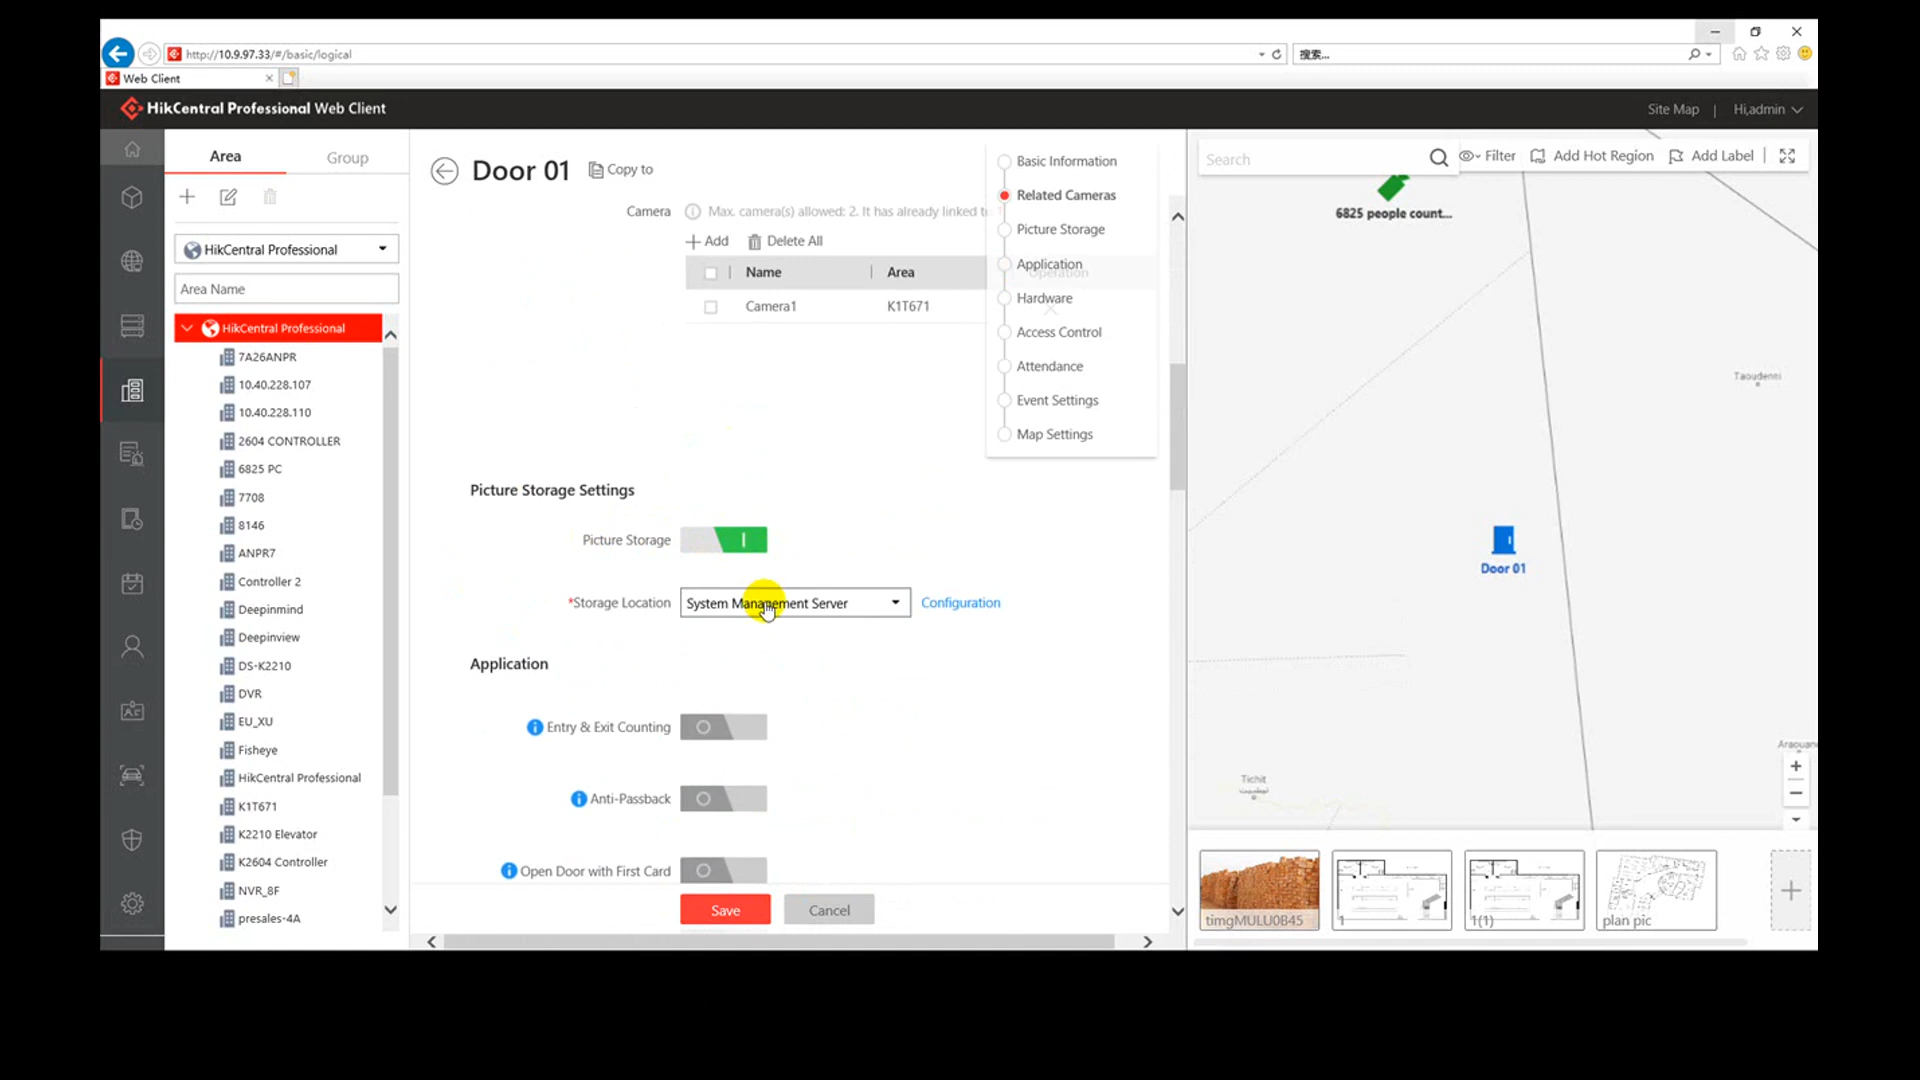 http://10.9.97.33/#/basic/logical
搜索...
Web Client
HikCentral Professional Web Client
Site Map | Hi,admin
Area
Group
HikCentral Professional
Area Name
HikCentral Professional
7A26ANPR
10.40.228.107
10.40.228.110
2604 CONTROLLER
6825 PC
7708
8146
ANPR7
Controller 2
Deepinmind
Deepinview
DS-K2210
DVR
EU_XU
Fisheye
HikCentral Professional
K1T671
K2210 Elevator
K2604 Controller
NVR_8F
presales-4A
Door 01
Copy to
Camera
Max. camera(s) allowed: 2. It has already linked t
Add
Delete All
Name
Area
Operation
Camera1
K1T671
Basic Information
Related Cameras
Picture Storage
Application
Hardware
Access Control
Attendance
Event Settings
Map Settings
Picture Storage Settings
Picture Storage
*Storage Location
System Management Server
Configuration
Application
Entry & Exit Counting
Anti-Passback
Open Door with First Card
Save
Cancel
Search
Filter
Add Hot Region
Add Label
6825 people count...
Taoudenni
Door 01
Araouan
Tichit
timgMULU0B45
1
1(1)
plan pic